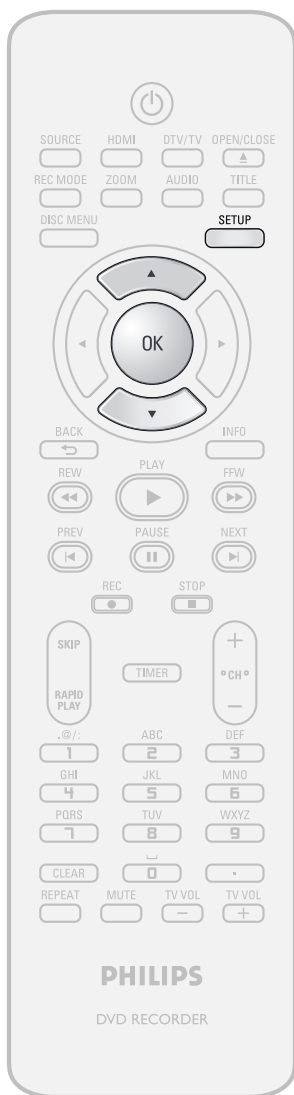 SOURCE HDMI DTV/TV OPEN/CLOSE
REC MODE ZOOM AUDIO TITLE
DISC MENU SETUP
OK
BACK INFO
REW PLAY FFW
PREV PAUSE NEXT
REC STOP
SKIP
RAPID
PLAY
TIMER
+
CH
−
.@/: ABC DEF
1 2 3
GHI JKL MNO
4 5 6
PQRS TUV WXYZ
7 8 9
CLEAR 0 .
REPEAT MUTE TV VOL TV VOL
− +
PHILIPS
DVD RECORDER